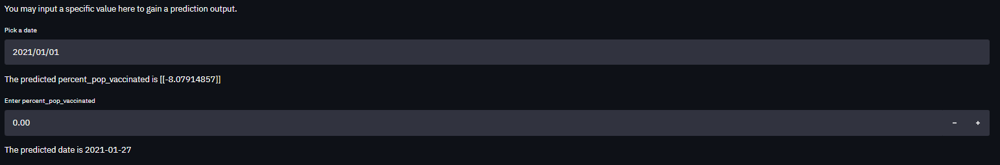 You may input a specific value here to gain a prediction output.
Pick a date
2021/01/01
The predicted percent_pop_vaccinated is [[-8.07914857]]
Enter percent_pop_vaccinated
0.00 − +
The predicted date is 2021-01-27